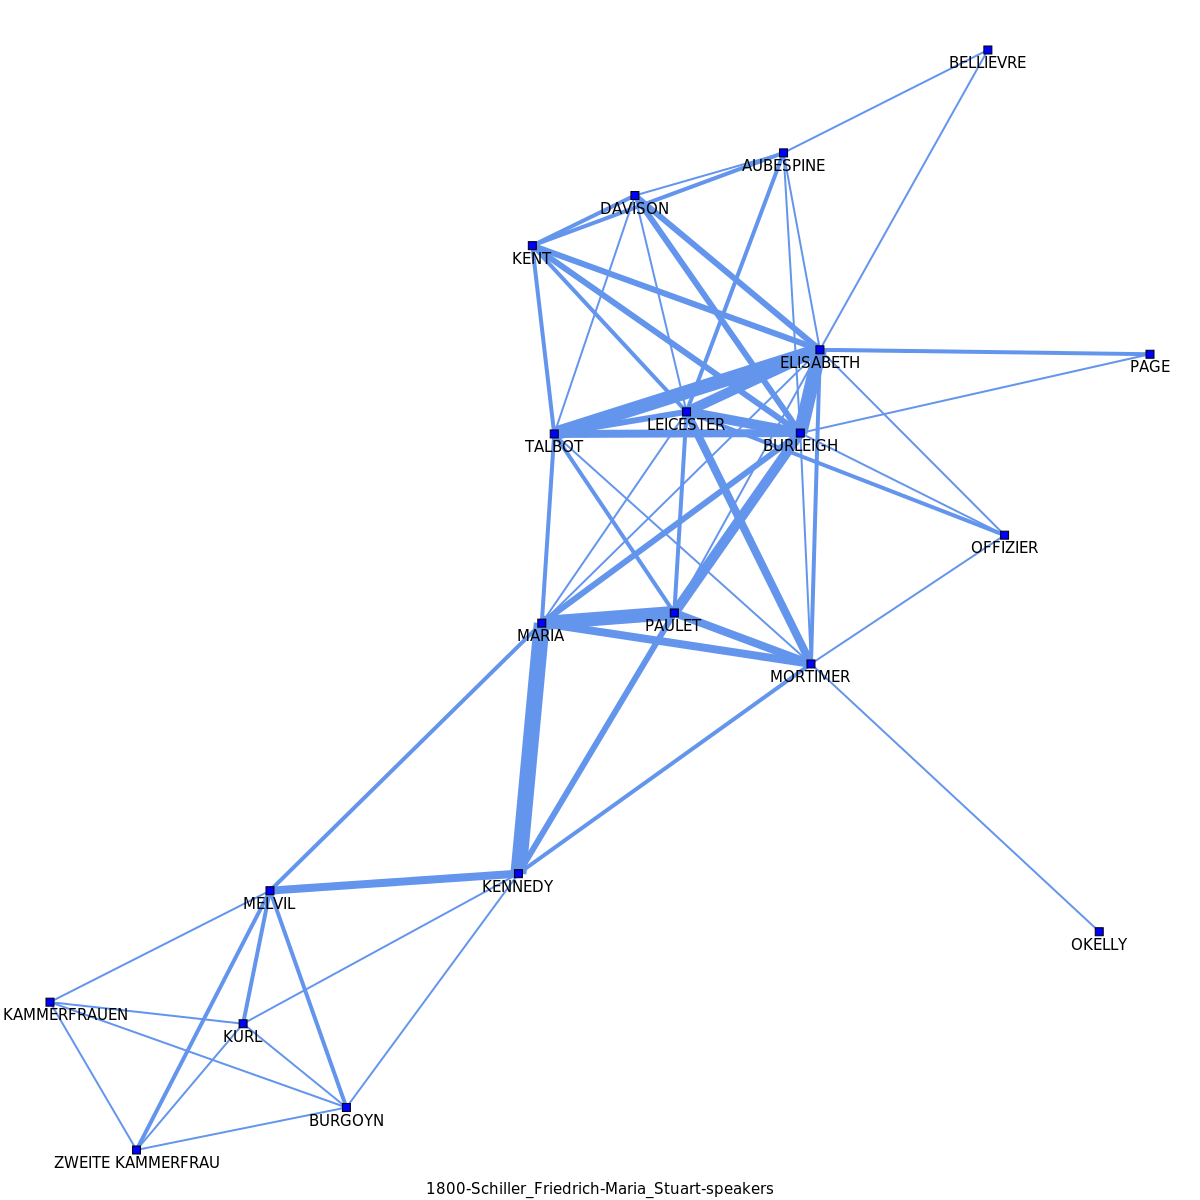 BELLIEVRE
AUBESPINE
DAVISON
KENT
ELISABETH
PAGE
LEICESTER
TALBOT
BURLEIGH
OFFIZIER
MARIA
PAULET
MORTIMER
KENNEDY
MELVIL
OKELLY
KAMMERFRAUEN
KURL
BURGOYN
ZWEITE KAMMERFRAU
1800-Schiller_Friedrich-Maria_Stuart-speakers